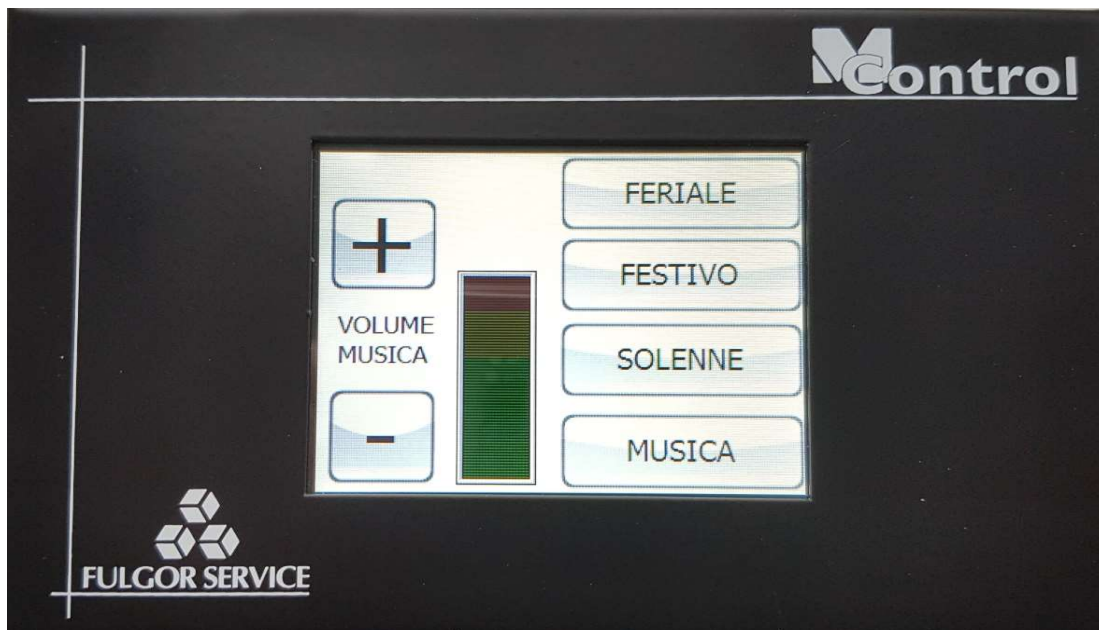 MControl
+
VOLUME
MUSICA
-
FERIALE
FESTIVO
SOLENNE
MUSICA
FULGOR SERVICE